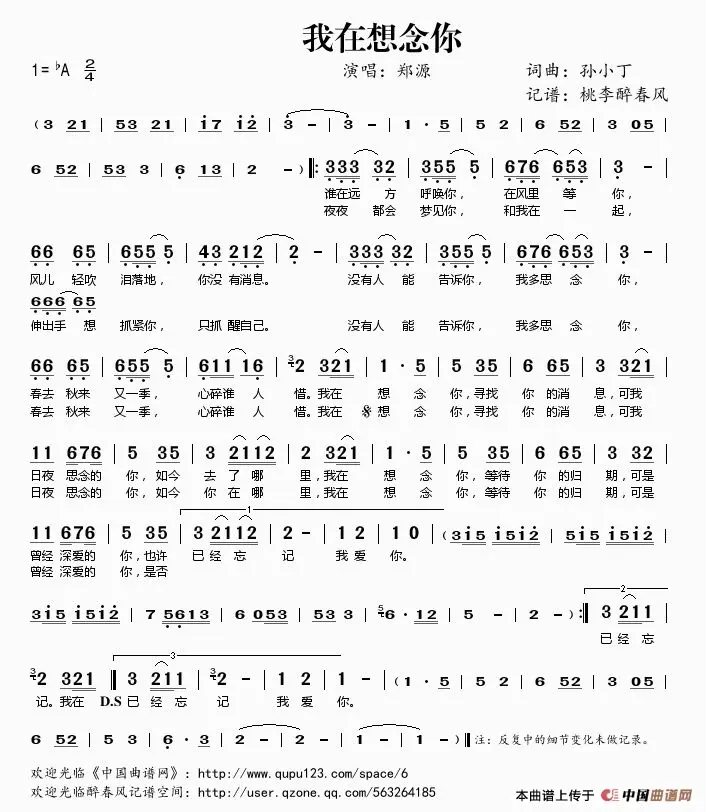 我在想念你
1=♭A 2/4 演唱：郑源 词曲：孙小丁
记谱：桃李醉春风
(3 21 | 53 21 | i7 i2 | 3 - | 3 - | 1 · 5 | 5 2 | 6 52 | 3 05 |
6 52 | 53 3 | 6 13 | 2 - ) ‖: 333 32 | 355 5 | 676 653 | 3 - |
谁在远 方 呼唤你， 在风里 等 你，
夜夜 都会 梦见你， 和我在 一 起，
66 65 | 655 5 | 43 212 | 2 - | 333 32 | 355 5 | 676 653 | 3 - |
风儿 轻吹 泪落地， 你没 有消息。 没有人 能 告诉你， 我多思 念 你，
666 65
伸出手 想 抓紧你， 只抓 醒自己。 没有人 能 告诉你， 我多思 念 你，
66 65 | 655 5 | 611 16 | 3 2 321 | 1 · 5 | 5 35 | 6 65 | 3 335 |
春去 秋来 又一季， 心碎谁 人 惜。我在 想 念 你，寻找 你 的消 息，可我
春去 秋来 又一季， 心碎谁 人 惜。我在 想 念 你，寻找 你 的消 息，可我
11 676 | 5 35 | 3 2112 | 2 321 | 1 · 5 | 5 35 | 6 65 | 3 32 |
日夜 思念的 你，如今 去 了 哪 里，我在 想 念 你，等待 你 的归 期，可是
日夜 思念的 你，如今 你 在 哪 里，我在 想 念 你，等待 你 的归 期，可是
1
11 676 | 5 35 | 3 2112 | 2 - | 1 2 | 1 0 | (3i5 i5i2 | 5i5 i5i2 |
曾经 深爱的 你，也许 已 经 忘 记 我 爱 你。
曾经 深爱的 你，是否
3i5 i5i2 | 7 5613 | 6 053 | 53 3 | 5 6 · 12 | 5 - | 2 - ) :‖ 2 3 211 |
已 经 忘
3 2 321 ‖ 3 3 211 | 3 2 - | 1 2 | 1 - | (1 · 5 | 5 2 | 6 52 | 3 05 |
记。我在 D.S 已 经 忘 记 我 爱 你。
6 52 | 53 5 | 6 · 3 | 2 - | 2 - | 1 - | 1 - ) ‖ 注：反复中的细节变化未做记录。
欢迎光临《中国曲谱网》：http://www.qupu123.com/space/6
欢迎光临醉春风记谱空间：http://user.qzone.qq.com/563264185
本曲谱上传于 中国曲谱网